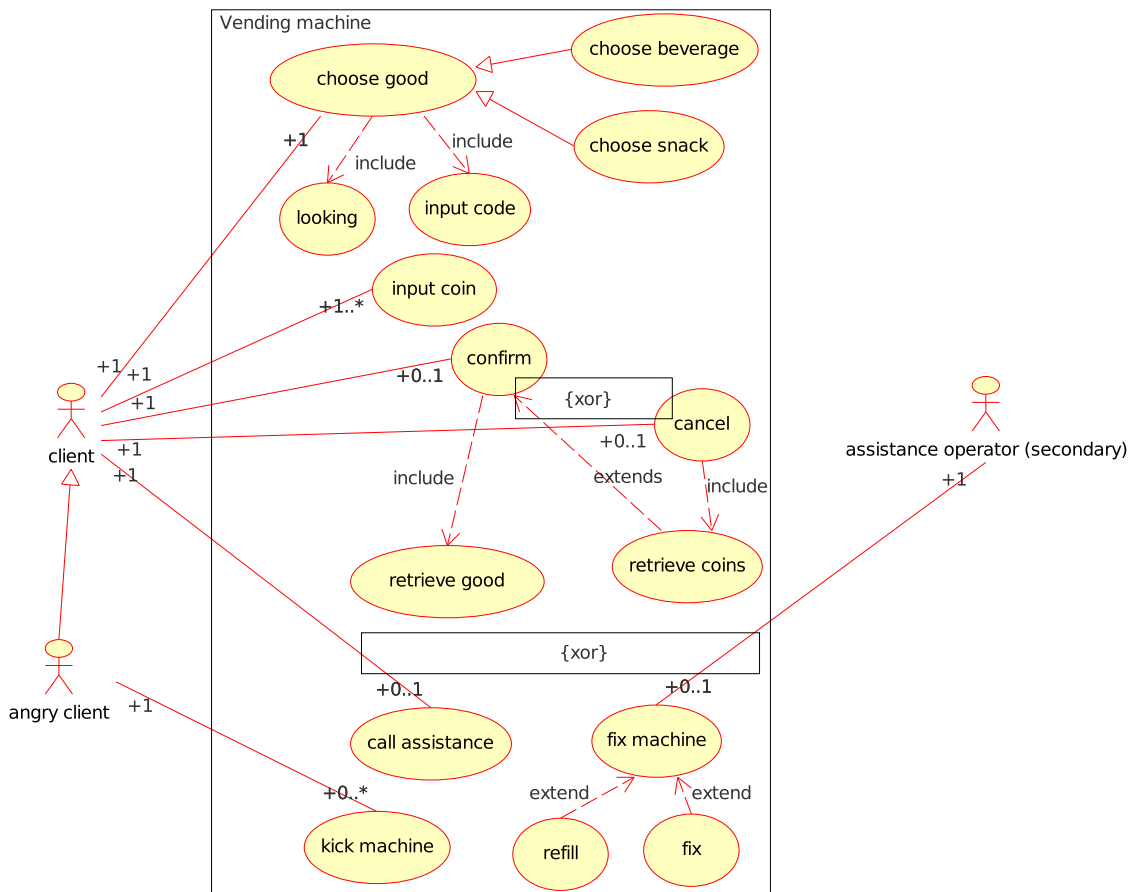 Vending machine
choose beverage
choose good
choose snack
+1
include
include
looking
input code
input coin
+1..*
confirm
+1
+1
+0..1
{xor}
+1
cancel
client
+0..1
assistance operator (secondary)
+1
+1
include
extends
include
+1
retrieve good
retrieve coins
{xor}
+0..1
+0..1
angry client
+1
call assistance
fix machine
+0..*
extend
extend
kick machine
refill
fix